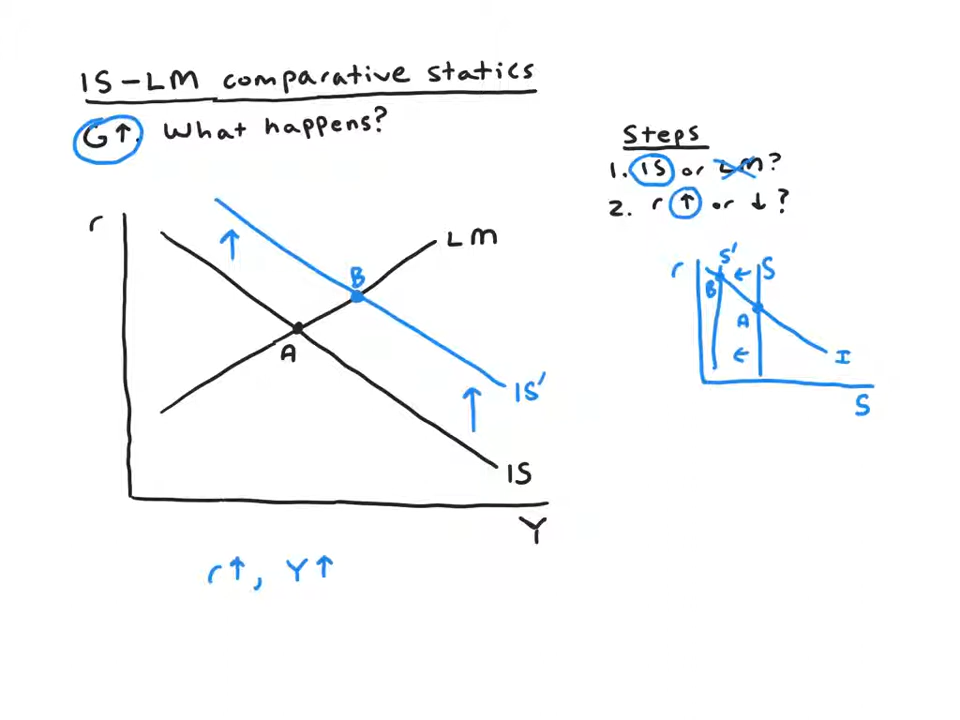 IS-LM comparative statics
G↑. What happens?
Steps
1. IS or LM?
2. r ↑ or ↓?
r
LM
B
A
IS'
IS
Y
r↑, Y↑
r
S'
S
B
A
I
S